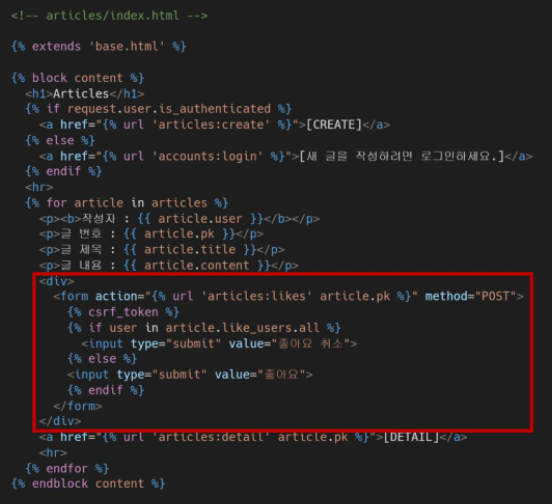 <!-- articles/index.html -->
{% extends 'base.html' %}
{% block content %}
<h1>Articles</h1>
{% if request.user.is_authenticated %}
<a href="{% url 'articles:create' %}">[CREATE]</a>
{% else %}
<a href="{% url 'accounts:login' %}">[새 글을 작성하려면 로그인하세요.]</a>
{% endif %}
<hr>
{% for article in articles %}
<p><b>작성자 : {{ article.user }}</b></p>
<p>글 번호 : {{ article.pk }}</p>
<p>글 제목 : {{ article.title }}</p>
<p>글 내용 : {{ article.content }}</p>
<div>
<form action="{% url 'articles:likes' article.pk %}" method="POST">
{% csrf_token %}
{% if user in article.like_users.all %}
<input type="submit" value="좋아요 취소">
{% else %}
<input type="submit" value="좋아요">
{% endif %}
</form>
</div>
<a href="{% url 'articles:detail' article.pk %}">[DETAIL]</a>
<hr>
{% endfor %}
{% endblock content %}